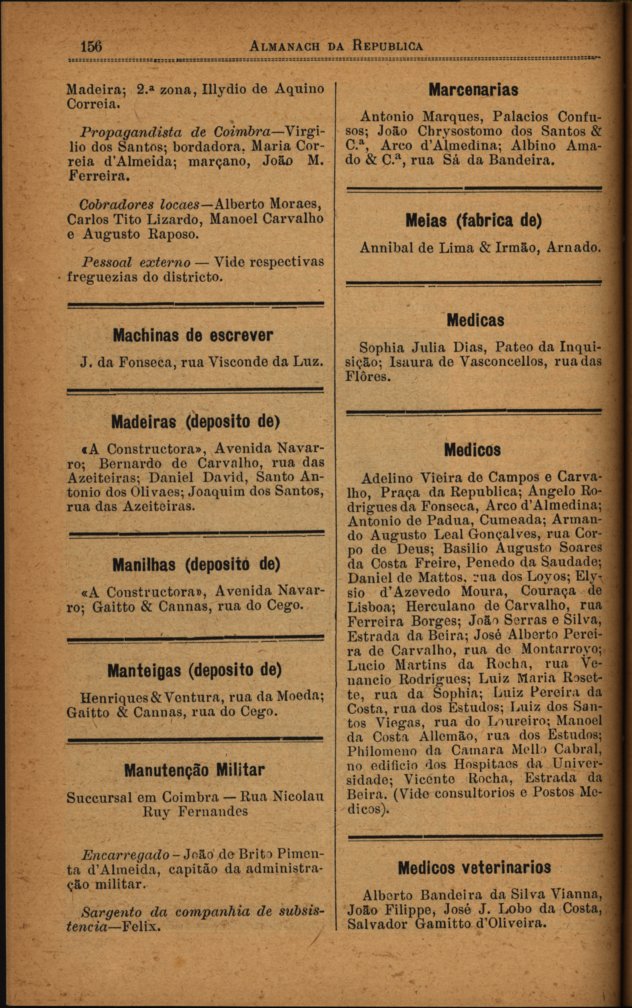 156
ALMANACH DA REPUBLICA
Madeira; 2.ª zona, Illydio de Aquino
Correia.
Propagandista de Coimbra—Virgi-
lio dos Santos; bordadora, Maria Cor-
reia d'Almeida; marçano, João M.
Ferreira.
Cobradores locaes—Alberto Moraes,
Carlos Tito Lizardo, Manoel Carvalho
e Augusto Raposo.
Pessoal externo — Vide respectivas
freguezias do districto.
Machinas de escrever
J. da Fonseca, rua Visconde da Luz.
Madeiras (deposito de)
«A Constructora», Avenida Navar-
ro; Bernardo de Carvalho, rua das
Azeiteiras; Daniel David, Santo An-
tonio dos Olivaes; Joaquim dos Santos,
rua das Azeiteiras.
Manilhas (deposito de)
«A Constructora», Avenida Navar-
ro; Gaitto & Cannas, rua do Cego.
Manteigas (deposito de)
Henriques & Ventura, rua da Moeda;
Gaitto & Cannas, rua do Cego.
Manutenção Militar
Succursal em Coimbra — Rua Nicolau
Ruy Fernandes
Encarregado – João de Brito Pimen-
ta d'Almeida, capitão da administra-
ção militar.
Sargento da companhia de subsis-
tencia—Felix.
Marcenarias
Antonio Marques, Palacios Confu-
sos; João Chrysostomo dos Santos &
C.ª, Arco d'Almedina; Albino Ama-
do & C.ª, rua Sá da Bandeira.
Meias (fabrica de)
Annibal de Lima & Irmão, Arnado.
Medicas
Sophia Julia Dias, Pateo da Inqui-
sição; Isaura de Vasconcellos, rua das
Flôres.
Medicos
Adelino Vieira de Campos e Carva-
lho, Praça da Republica; Angelo Ro-
drigues da Fonseca, Arco d'Almedina;
Antonio de Padua, Cumeada; Arman-
do Augusto Leal Gonçalves, rua Cor-
po de Deus; Basilio Augusto Soares
da Costa Freire, Penedo da Saudade;
Daniel de Mattos, rua dos Loyos; Ely-
sio d'Azevedo Moura, Couraça de
Lisboa; Herculano de Carvalho, rua
Ferreira Borges; João Serras e Silva,
Estrada da Beira; José Alberto Perei-
ra de Carvalho, rua de Montarroyo;
Lucio Martins da Rocha, rua Ve-
nancio Rodrigues; Luiz Maria Roset-
te, rua da Sophia; Luiz Pereira da
Costa, rua dos Estudos; Luiz dos San-
tos Viegas, rua do Loureiro; Manoel
da Costa Allemão, rua dos Estudos;
Philomeno da Camara Mello Cabral,
no edificio dos Hospitaes da Univer-
sidade; Vicente Rocha, Estrada da
Beira. (Vide consultorios e Postos Me-
dicos).
Medicos veterinarios
Alberto Bandeira da Silva Vianna,
João Filippe, José J. Lobo da Costa,
Salvador Gamitto d'Oliveira.